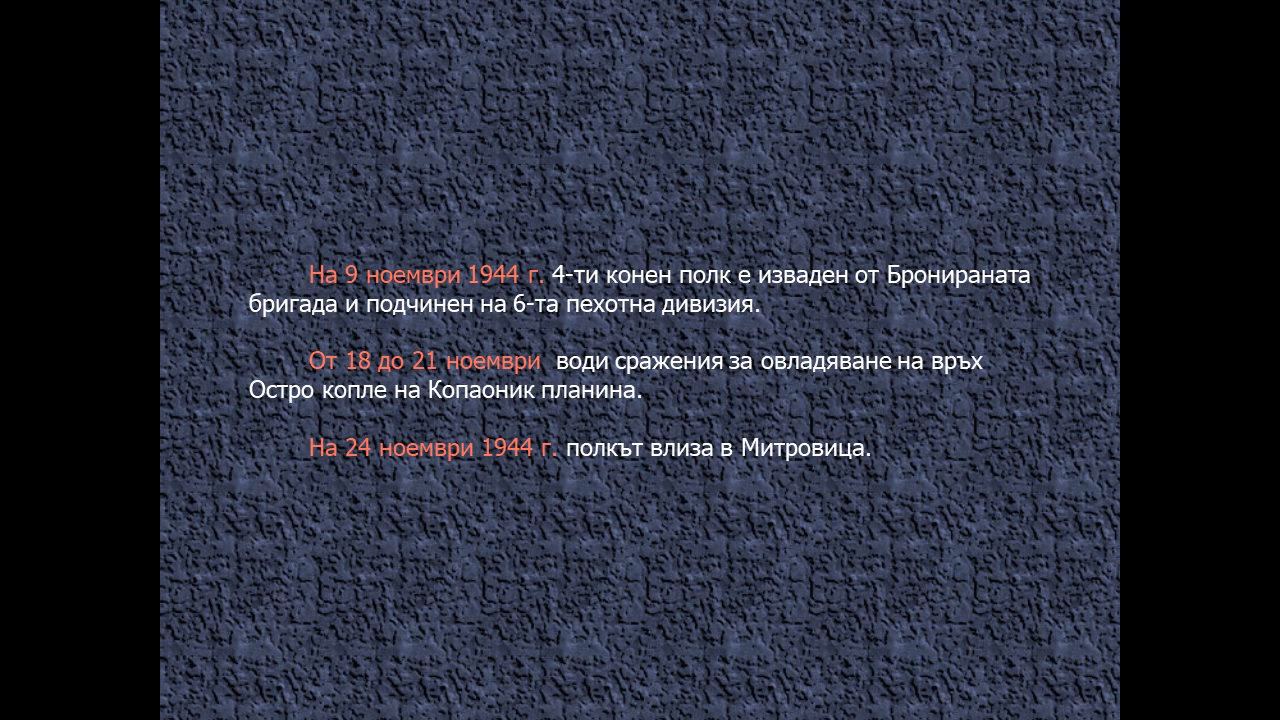 На 9 ноември 1944 г. 4-ти конен полк е изваден от Бронираната
бригада и подчинен на 6-та пехотна дивизия.
От 18 до 21 ноември води сражения за овладяване на връх
Остро копле на Копаоник планина.
На 24 ноември 1944 г. полкът влиза в Митровица.